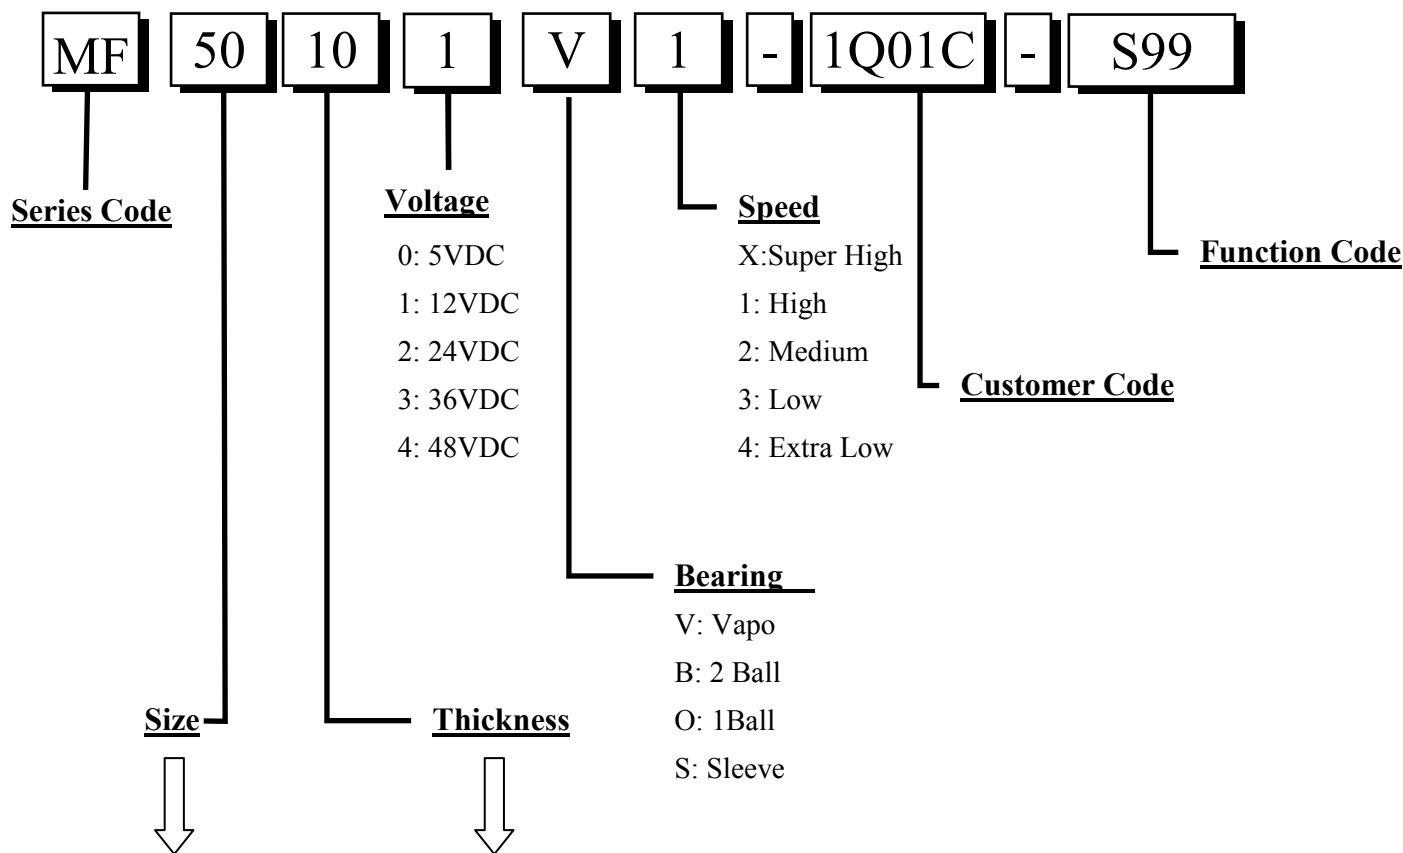 MF 50 10 1 V 1 - 1Q01C - S99
Series Code
Voltage
0: 5VDC
1: 12VDC
2: 24VDC
3: 36VDC
4: 48VDC
Speed
X:Super High
1: High
2: Medium
3: Low
4: Extra Low
Function Code
Customer Code
Bearing
V: Vapo
B: 2 Ball
O: 1Ball
S: Sleeve
Size
Thickness